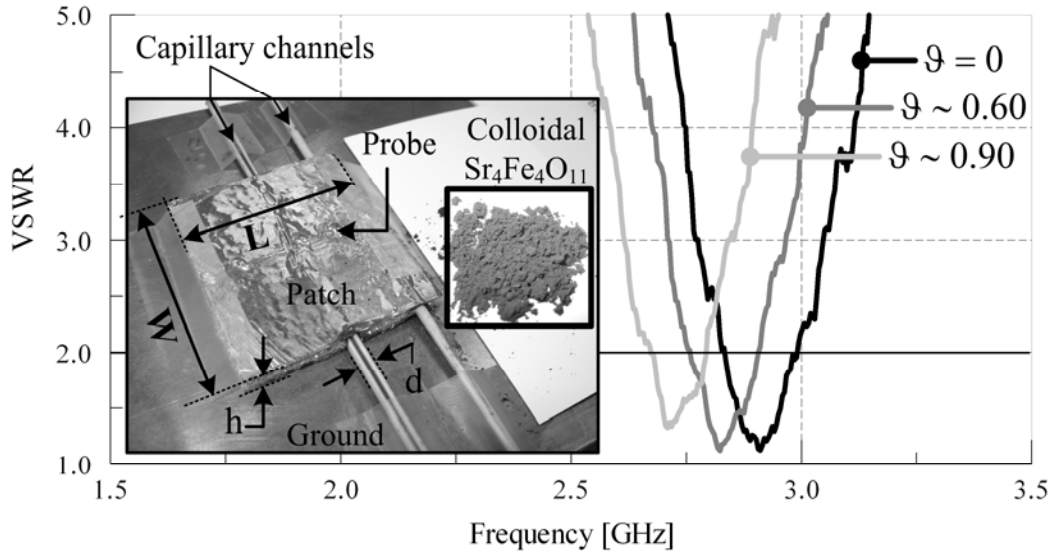 5.0
4.0
3.0
2.0
1.0
VSWR
1.5
2.0
2.5
3.0
3.5
Frequency [GHz]
Capillary channels
Probe
Colloidal
Sr₄Fe₄O₁₁
L
W
Patch
h
d
Ground
ϑ = 0
ϑ ~ 0.60
ϑ ~ 0.90